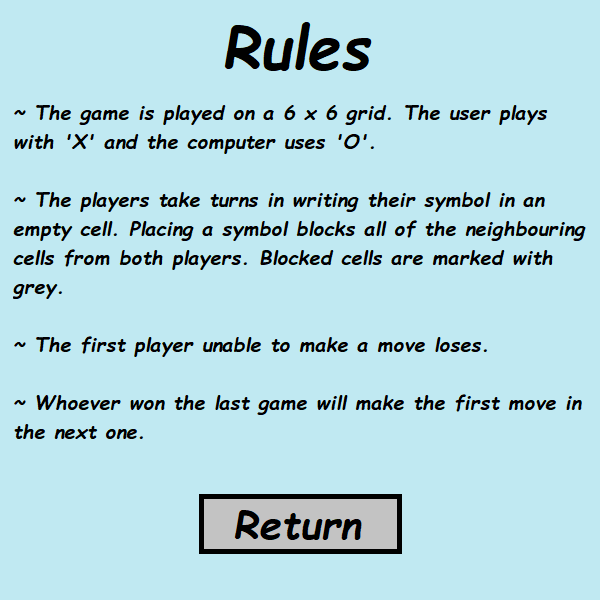 Rules
~ The game is played on a 6 x 6 grid. The user plays
with 'X' and the computer uses 'O'.
~ The players take turns in writing their symbol in an
empty cell. Placing a symbol blocks all of the neighbouring
cells from both players. Blocked cells are marked with
grey.
~ The first player unable to make a move loses.
~ Whoever won the last game will make the first move in
the next one.
Return